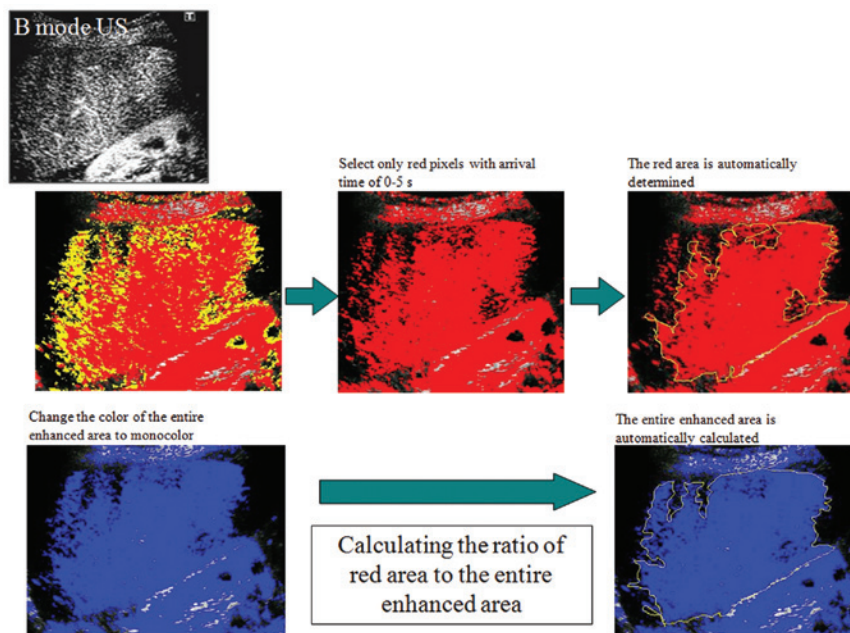 B mode US
T
Select only red pixels with arrival
time of 0-5 s
The red area is automatically
determined
Change the color of the entire
enhanced area to monocolor
The entire enhanced area is
automatically calculated
Calculating the ratio of
red area to the entire
enhanced area